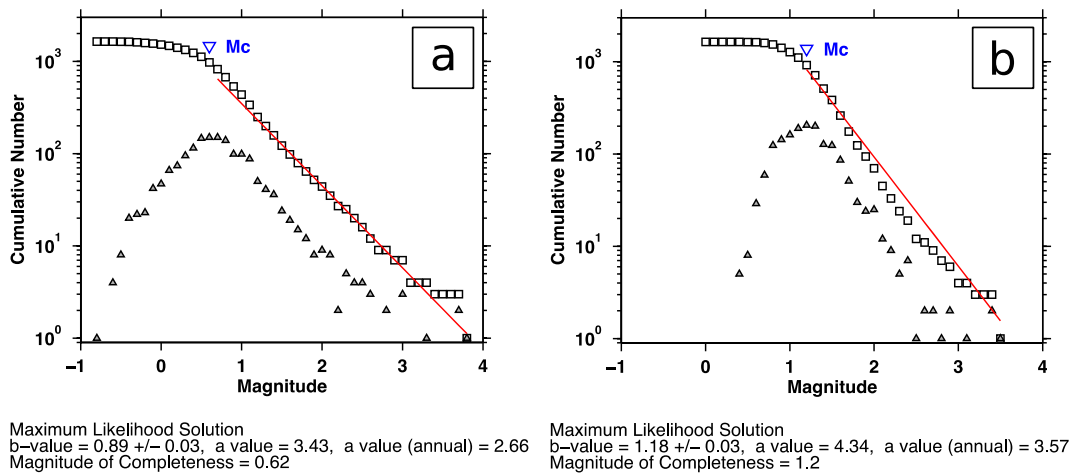 a
Mc
10³
10²
10¹
10⁰
Cumulative Number
−1 0 1 2 3 4
Magnitude
Maximum Likelihood Solution
b−value = 0.89 +/− 0.03, a value = 3.43, a value (annual) = 2.66
Magnitude of Completeness = 0.62
b
Mc
10³
10²
10¹
10⁰
Cumulative Number
−1 0 1 2 3 4
Magnitude
Maximum Likelihood Solution
b−value = 1.18 +/− 0.03, a value = 4.34, a value (annual) = 3.57
Magnitude of Completeness = 1.2